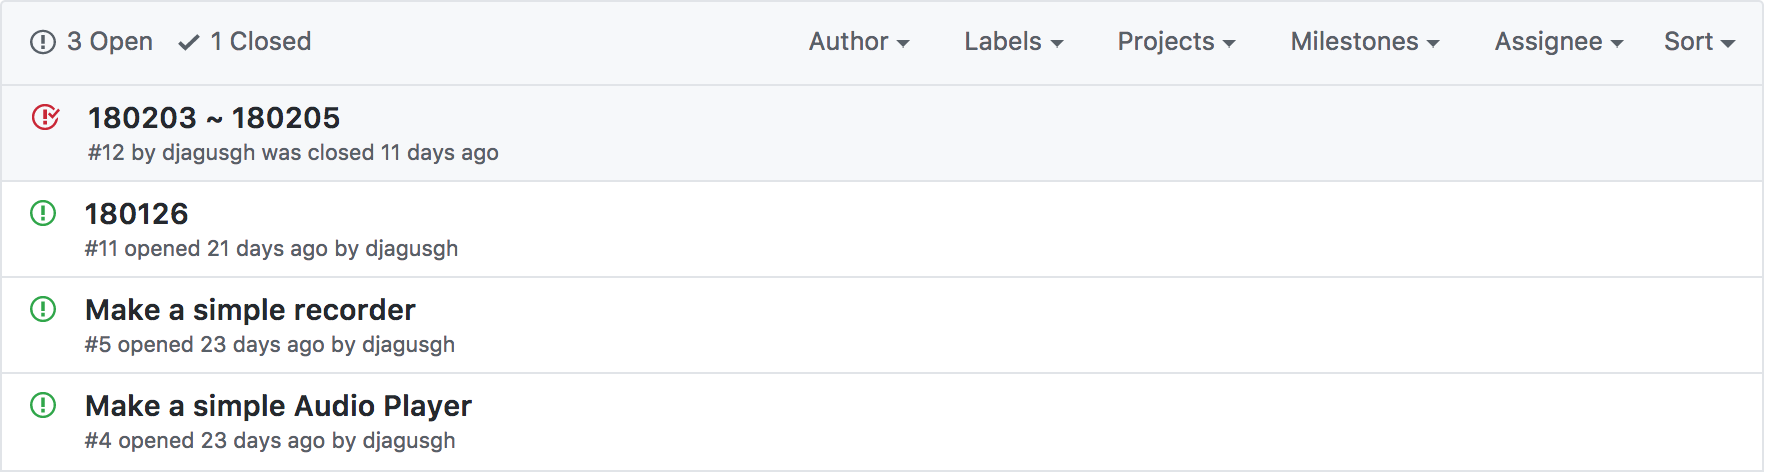 3 Open 1 Closed Author Labels Projects Milestones Assignee Sort
180203 ~ 180205
#12 by djagusgh was closed 11 days ago
180126
#11 opened 21 days ago by djagusgh
Make a simple recorder
#5 opened 23 days ago by djagusgh
Make a simple Audio Player
#4 opened 23 days ago by djagusgh